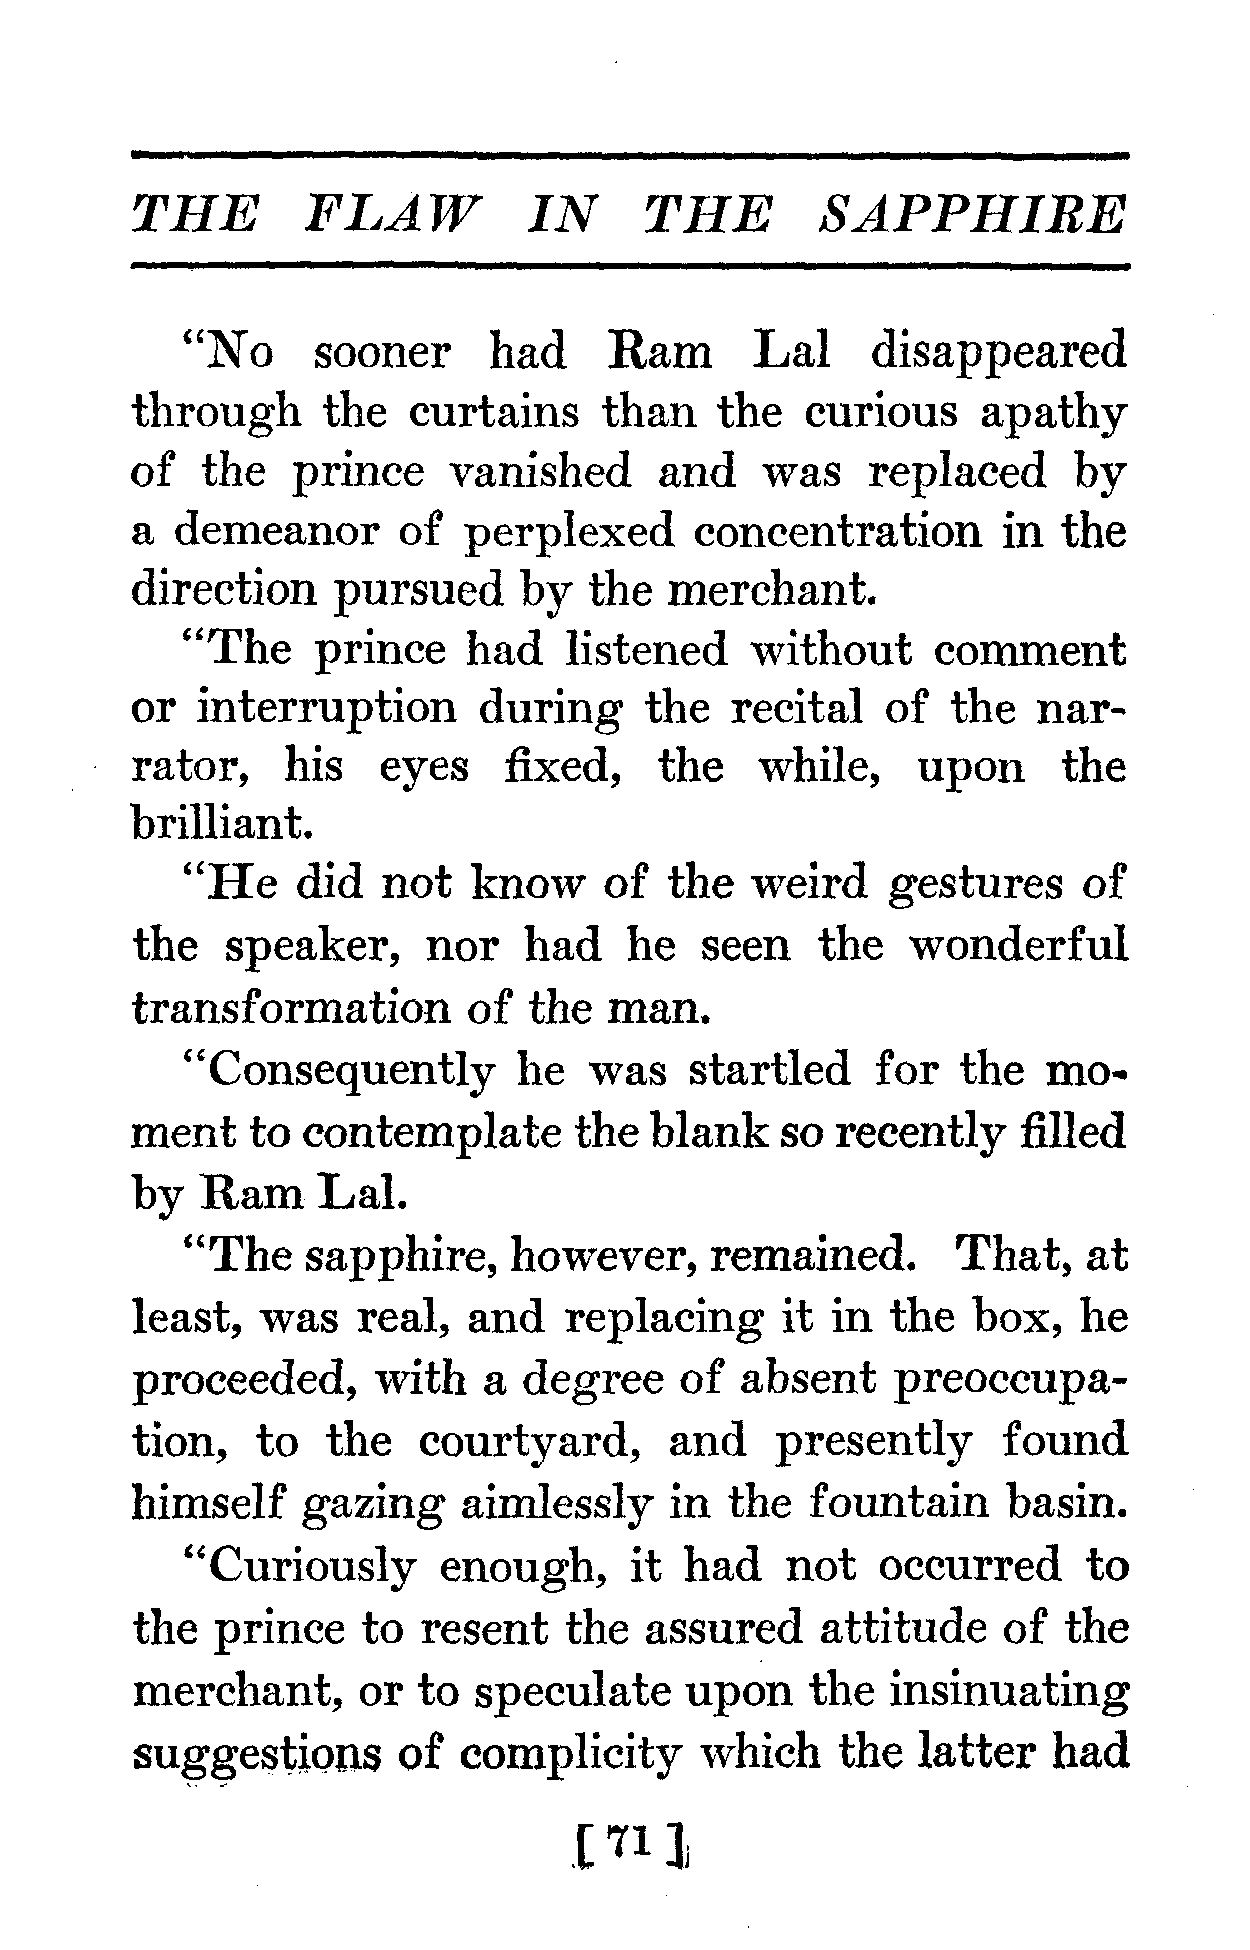 THE FLAW IN THE SAPPHIRE
“No sooner had Ram Lal disappeared
through the curtains than the curious apathy
of the prince vanished and was replaced by
a demeanor of perplexed concentration in the
direction pursued by the merchant.
“The prince had listened without comment
or interruption during the recital of the nar-
rator, his eyes fixed, the while, upon the
brilliant.
“He did not know of the weird gestures of
the speaker, nor had he seen the wonderful
transformation of the man.
“Consequently he was startled for the mo-
ment to contemplate the blank so recently filled
by Ram Lal.
“The sapphire, however, remained. That, at
least, was real, and replacing it in the box, he
proceeded, with a degree of absent preoccupa-
tion, to the courtyard, and presently found
himself gazing aimlessly in the fountain basin.
“Curiously enough, it had not occurred to
the prince to resent the assured attitude of the
merchant, or to speculate upon the insinuating
suggestions of complicity which the latter had
[71]